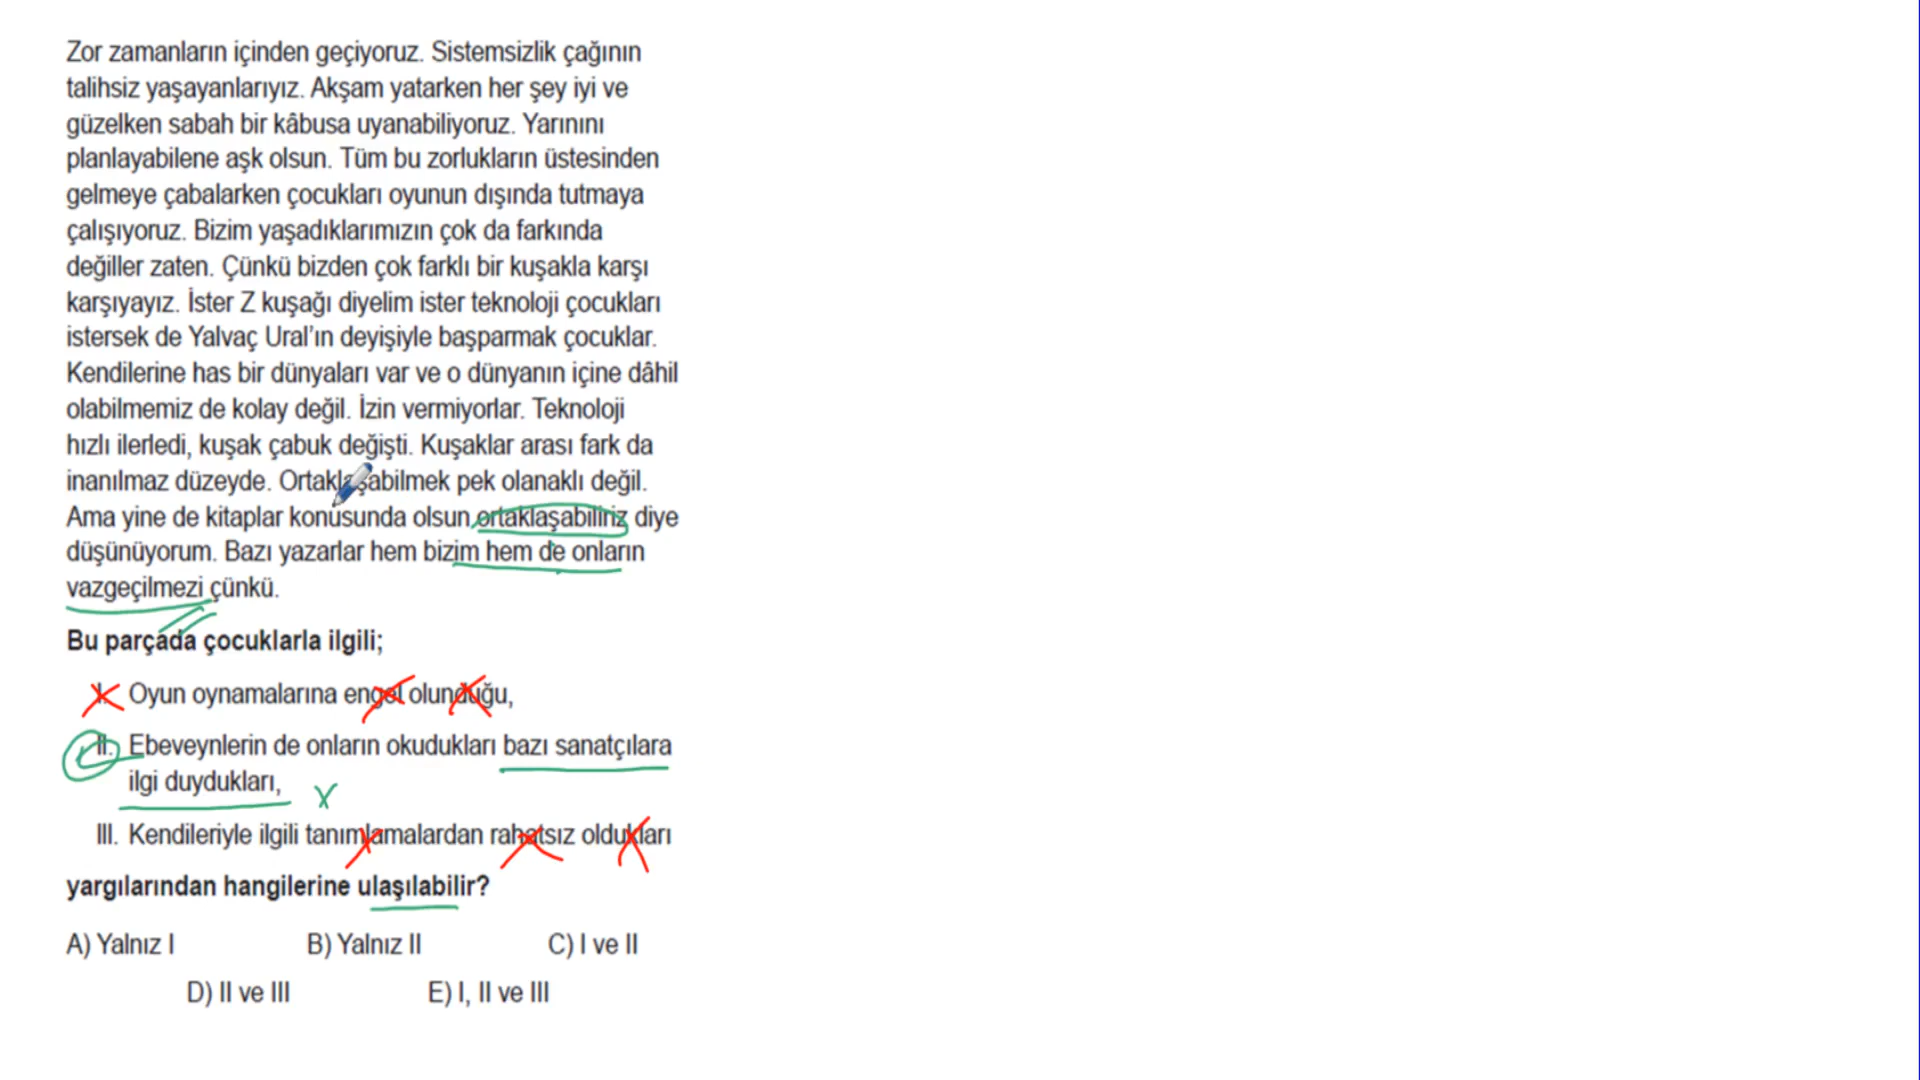 Zor zamanların içinden geçiyoruz. Sistemsizlik çağının
talihsiz yaşayanlarıyız. Akşam yatarken her şey iyi ve
güzelken sabah bir kâbusa uyanabiliyoruz. Yarınını
planlayabilene aşk olsun. Tüm bu zorlukların üstesinden
gelmeye çabalarken çocukları oyunun dışında tutmaya
çalışıyoruz. Bizim yaşadıklarımızın çok da farkında
değiller zaten. Çünkü bizden çok farklı bir kuşakla karşı
karşıyayız. İster Z kuşağı diyelim ister teknoloji çocukları
istersek de Yalvaç Ural’ın deyişiyle başparmak çocuklar.
Kendilerine has bir dünyaları var ve o dünyanın içine dâhil
olabilmemiz de kolay değil. İzin vermiyorlar. Teknoloji
hızlı ilerledi, kuşak çabuk değişti. Kuşaklar arası fark da
inanılmaz düzeyde. Ortaklaşabilmek pek olanaklı değil.
Ama yine de kitaplar konusunda olsun ortaklaşabiliriz diye
düşünüyorum. Bazı yazarlar hem bizim hem de onların
vazgeçilmezi çünkü.
Bu parçada çocuklarla ilgili;
I. Oyun oynamalarına engel olunduğu,
II. Ebeveynlerin de onların okudukları bazı sanatçılara
ilgi duydukları,
III. Kendileriyle ilgili tanımlamalardan rahatsız oldukları
yargılarından hangilerine ulaşılabilir?
A) Yalnız I B) Yalnız II C) I ve II
D) II ve III E) I, II ve III